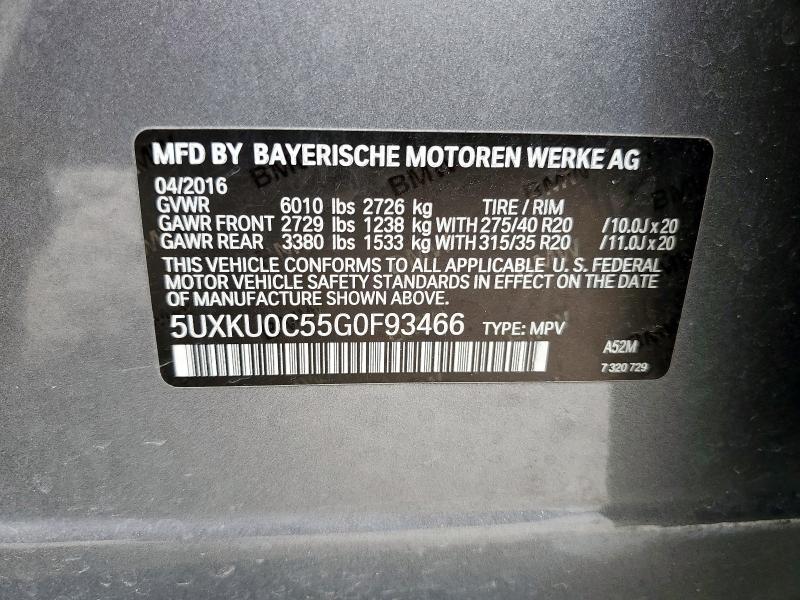 MFD BY BAYERISCHE MOTOREN WERKE AG
04/2016
GVWR 6010 lbs 2726 kg TIRE / RIM
GAWR FRONT 2729 lbs 1238 kg WITH 275/40 R20 /10.0J x 20
GAWR REAR 3380 lbs 1533 kg WITH 315/35 R20 /11.0J x 20
THIS VEHICLE CONFORMS TO ALL APPLICABLE U.S. FEDERAL
MOTOR VEHICLE SAFETY STANDARDS IN EFFECT ON THE DATE
OF MANUFACTURE SHOWN ABOVE.
5UXKU0C55G0F93466 TYPE: MPV
A52M
7 320 729